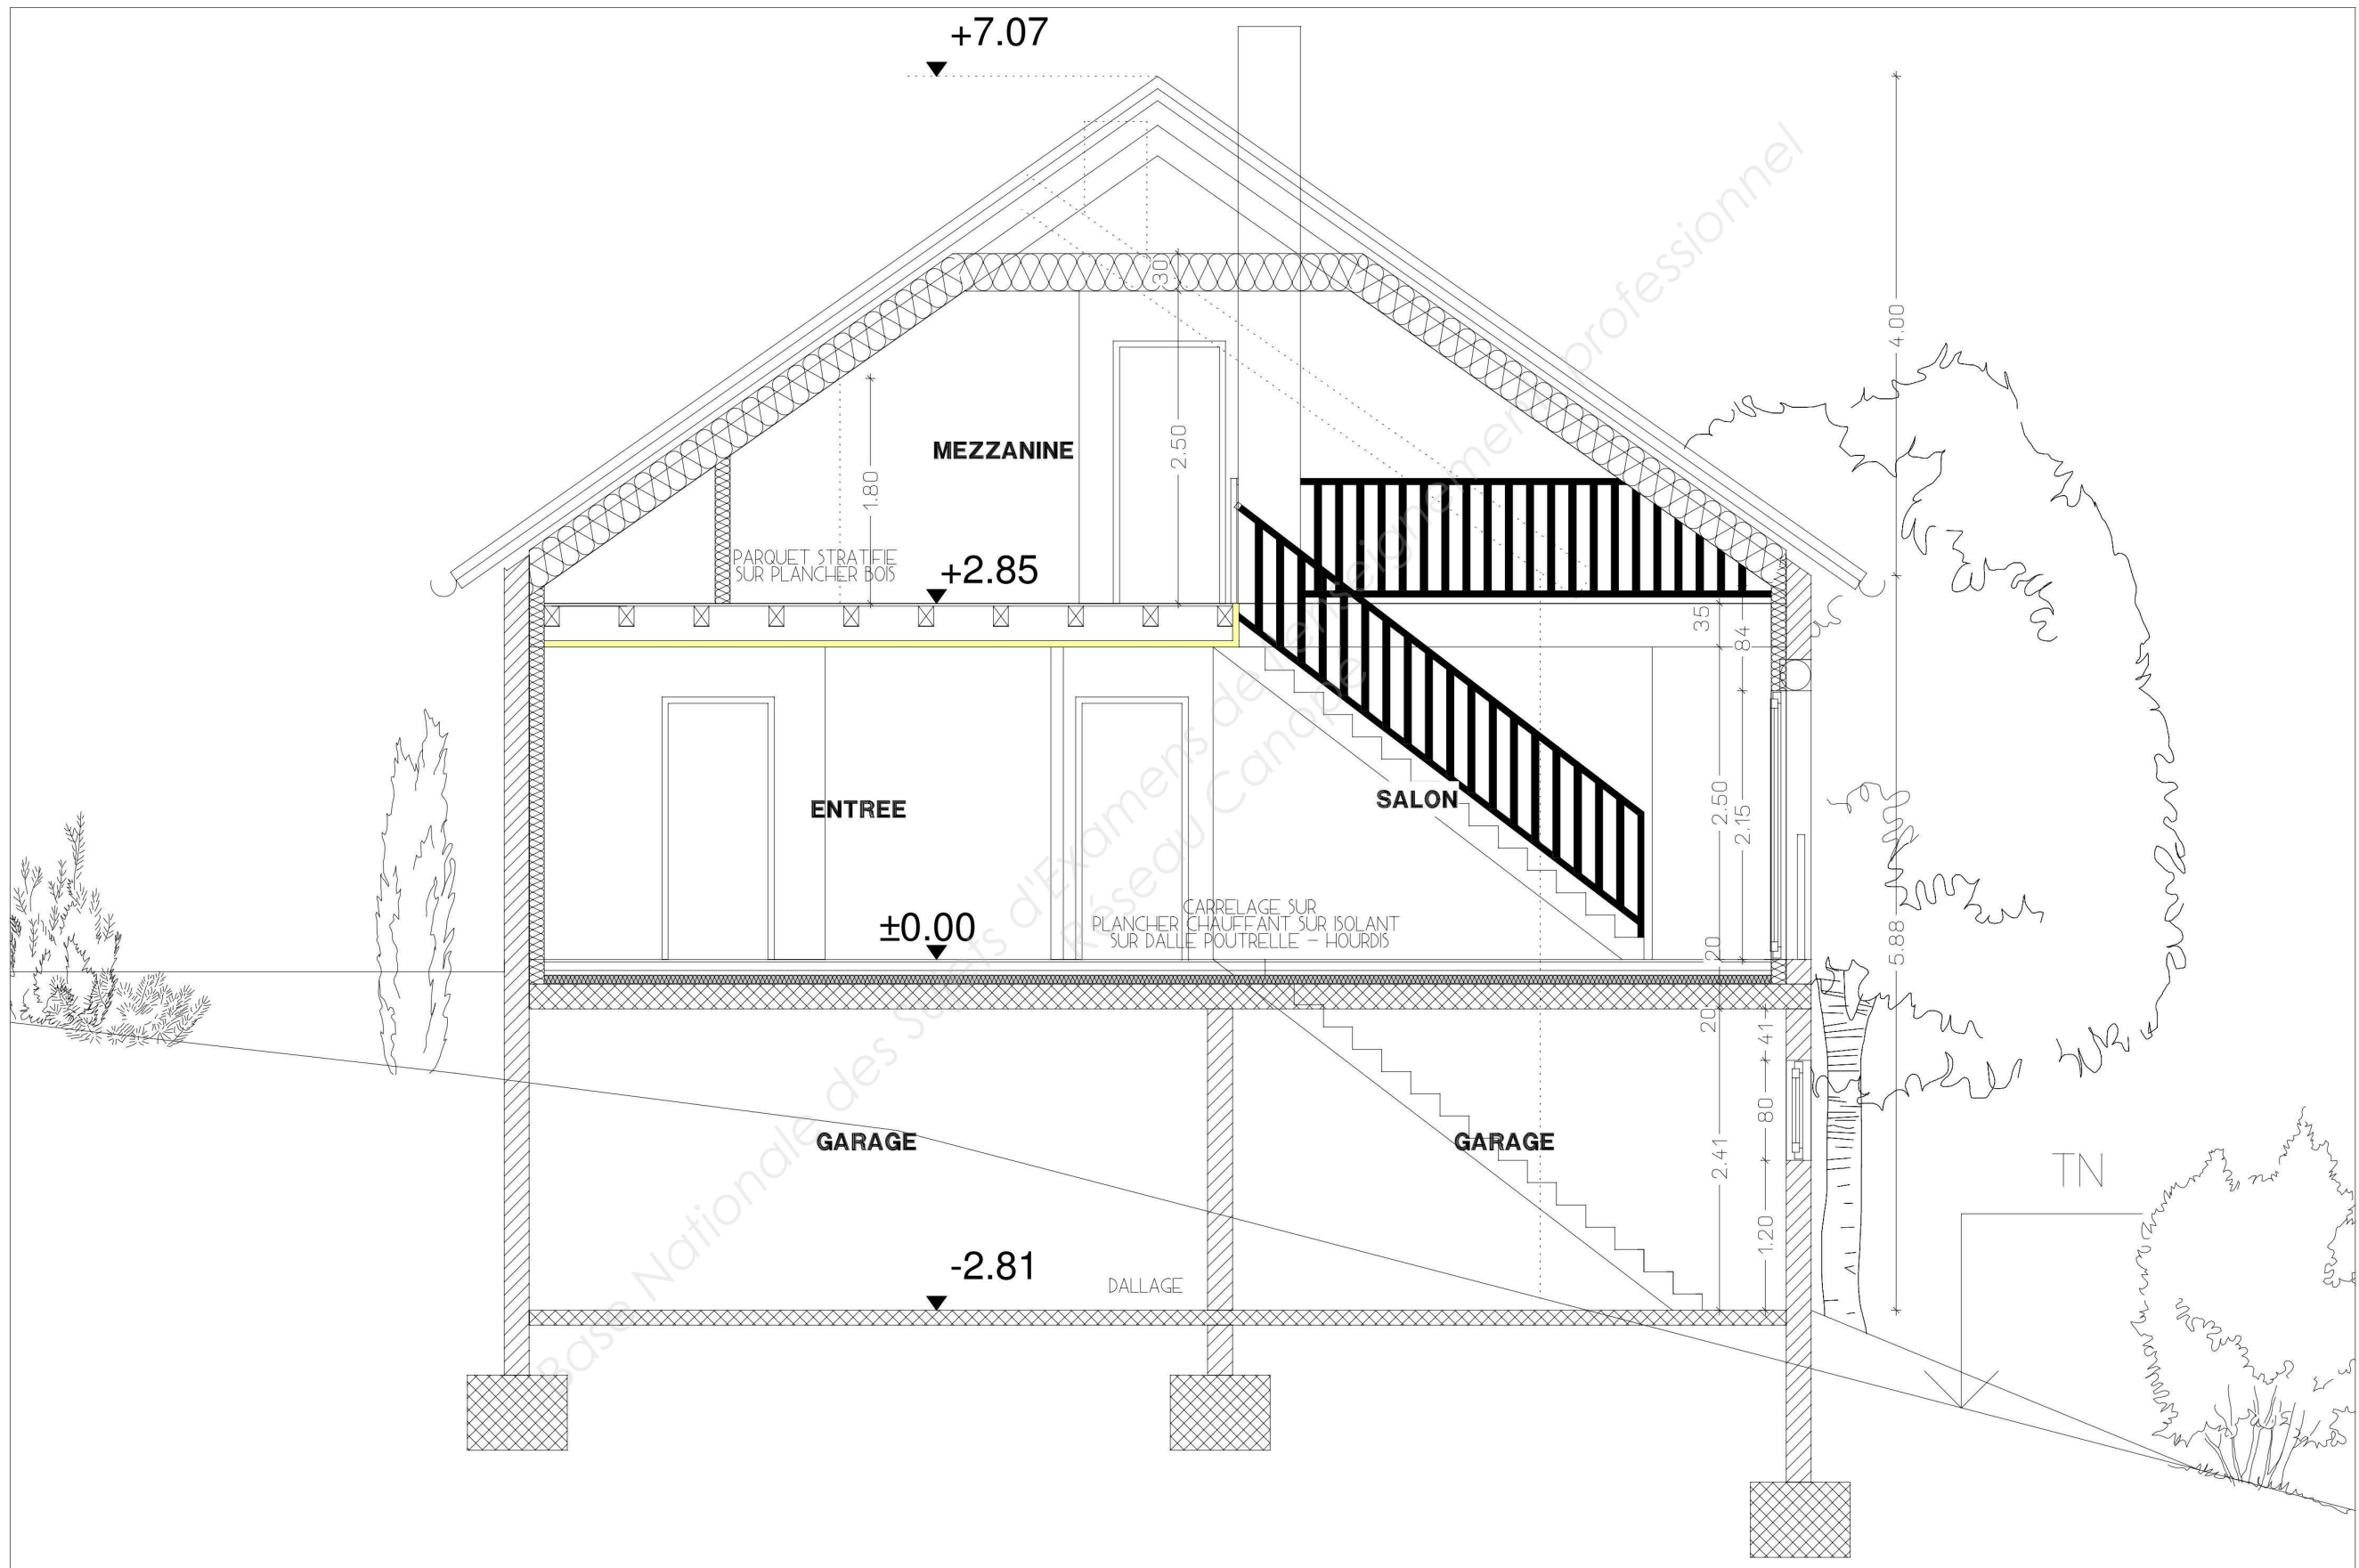 +7.07
4.00
30
2.50
MEZZANINE
1.80
PARQUET STRATIFIE
SUR PLANCHER BOIS
+2.85
35
84
ENTREE
SALON
2.50
2.15
±0.00
CARRELAGE SUR
PLANCHER CHAUFFANT SUR ISOLANT
SUR DALLE POUTRELLE - HOURDIS
20
5.88
20
41
GARAGE
GARAGE
80
2.41
1.20
TN
-2.81
DALLAGE
Base Nationale des Sujets d'Examens de l'enseignement professionnel
Réseau Canopé